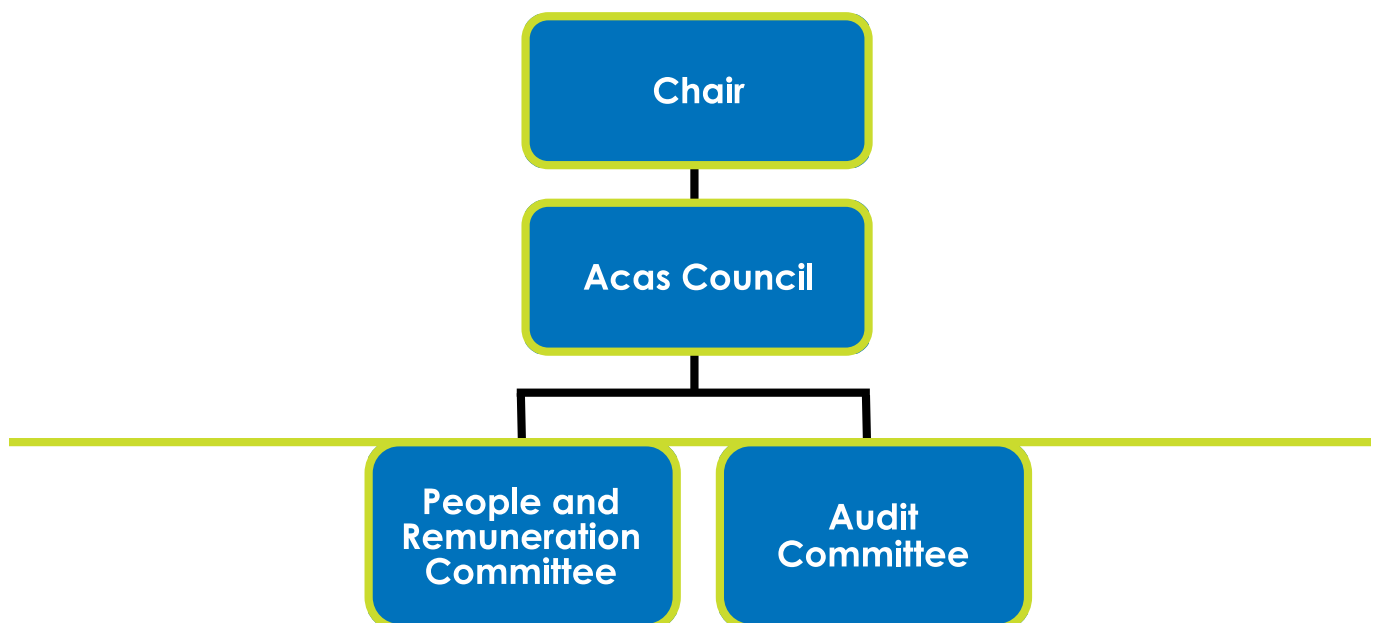 Chair
Acas Council
People and
Remuneration
Committee
Audit
Committee